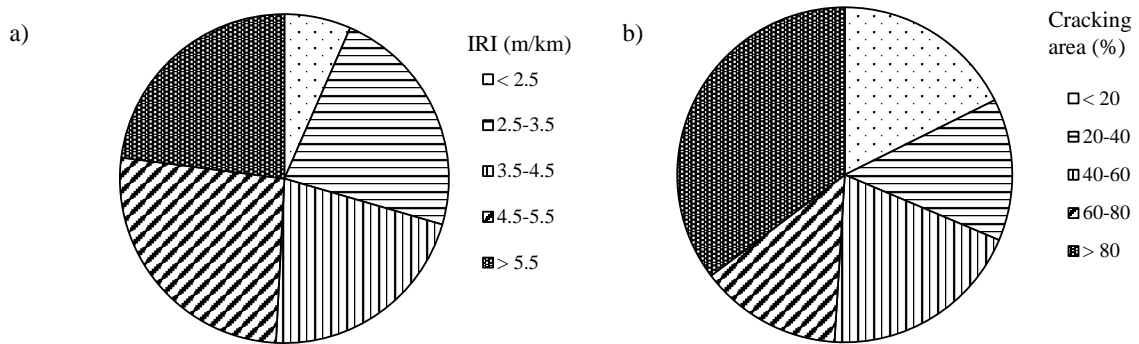 a)
IRI (m/km)
< 2.5
2.5-3.5
3.5-4.5
4.5-5.5
> 5.5
b)
Cracking
area (%)
< 20
20-40
40-60
60-80
> 80